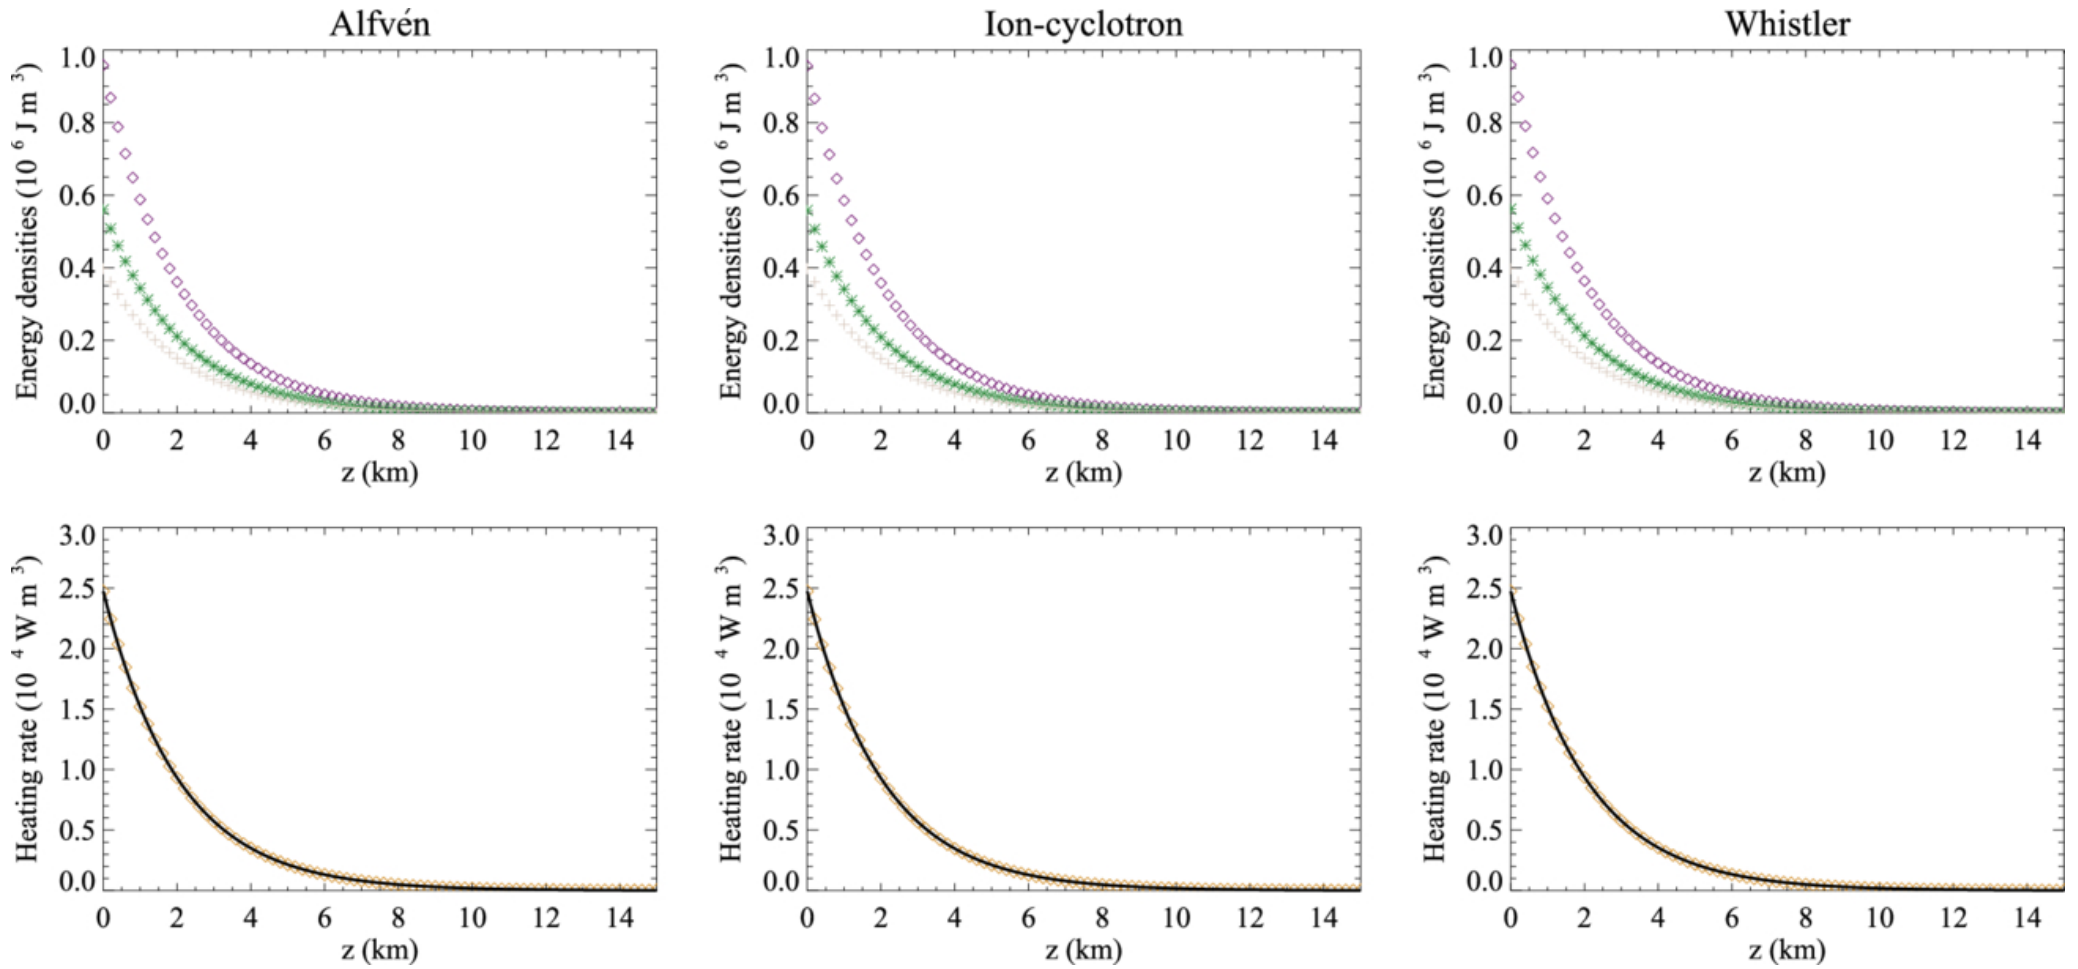 Alfvén
Ion-cyclotron
Whistler
Energy densities (10 6 J m 3)
1.0
0.8
0.6
0.4
0.2
0.0
0 2 4 6 8 10 12 14
z (km)
Energy densities (10 6 J m 3)
1.0
0.8
0.6
0.4
0.2
0.0
0 2 4 6 8 10 12 14
z (km)
Energy densities (10 6 J m 3)
1.0
0.8
0.6
0.4
0.2
0.0
0 2 4 6 8 10 12 14
z (km)
Heating rate (10 4 W m 3)
3.0
2.5
2.0
1.5
1.0
0.5
0.0
0 2 4 6 8 10 12 14
z (km)
Heating rate (10 4 W m 3)
3.0
2.5
2.0
1.5
1.0
0.5
0.0
0 2 4 6 8 10 12 14
z (km)
Heating rate (10 4 W m 3)
3.0
2.5
2.0
1.5
1.0
0.5
0.0
0 2 4 6 8 10 12 14
z (km)